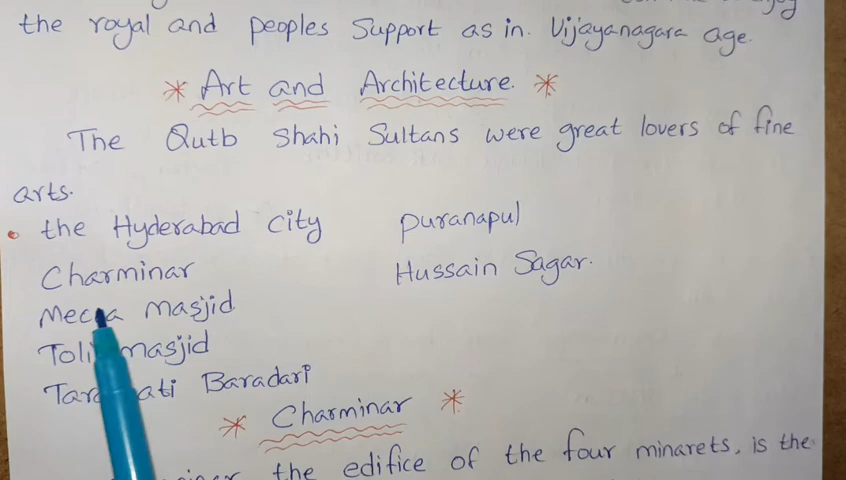 the royal and peoples Support as in. Vijayanagara age.
* Art and Architecture. *
The Qutb Shahi Sultans were great lovers of fine
arts.
• the Hyderabad City Puranapul
Charminar Hussain Sagar.
Mecca masjid
masjid
Baradari
* Charminar *
the edifice of the four minarets, is the